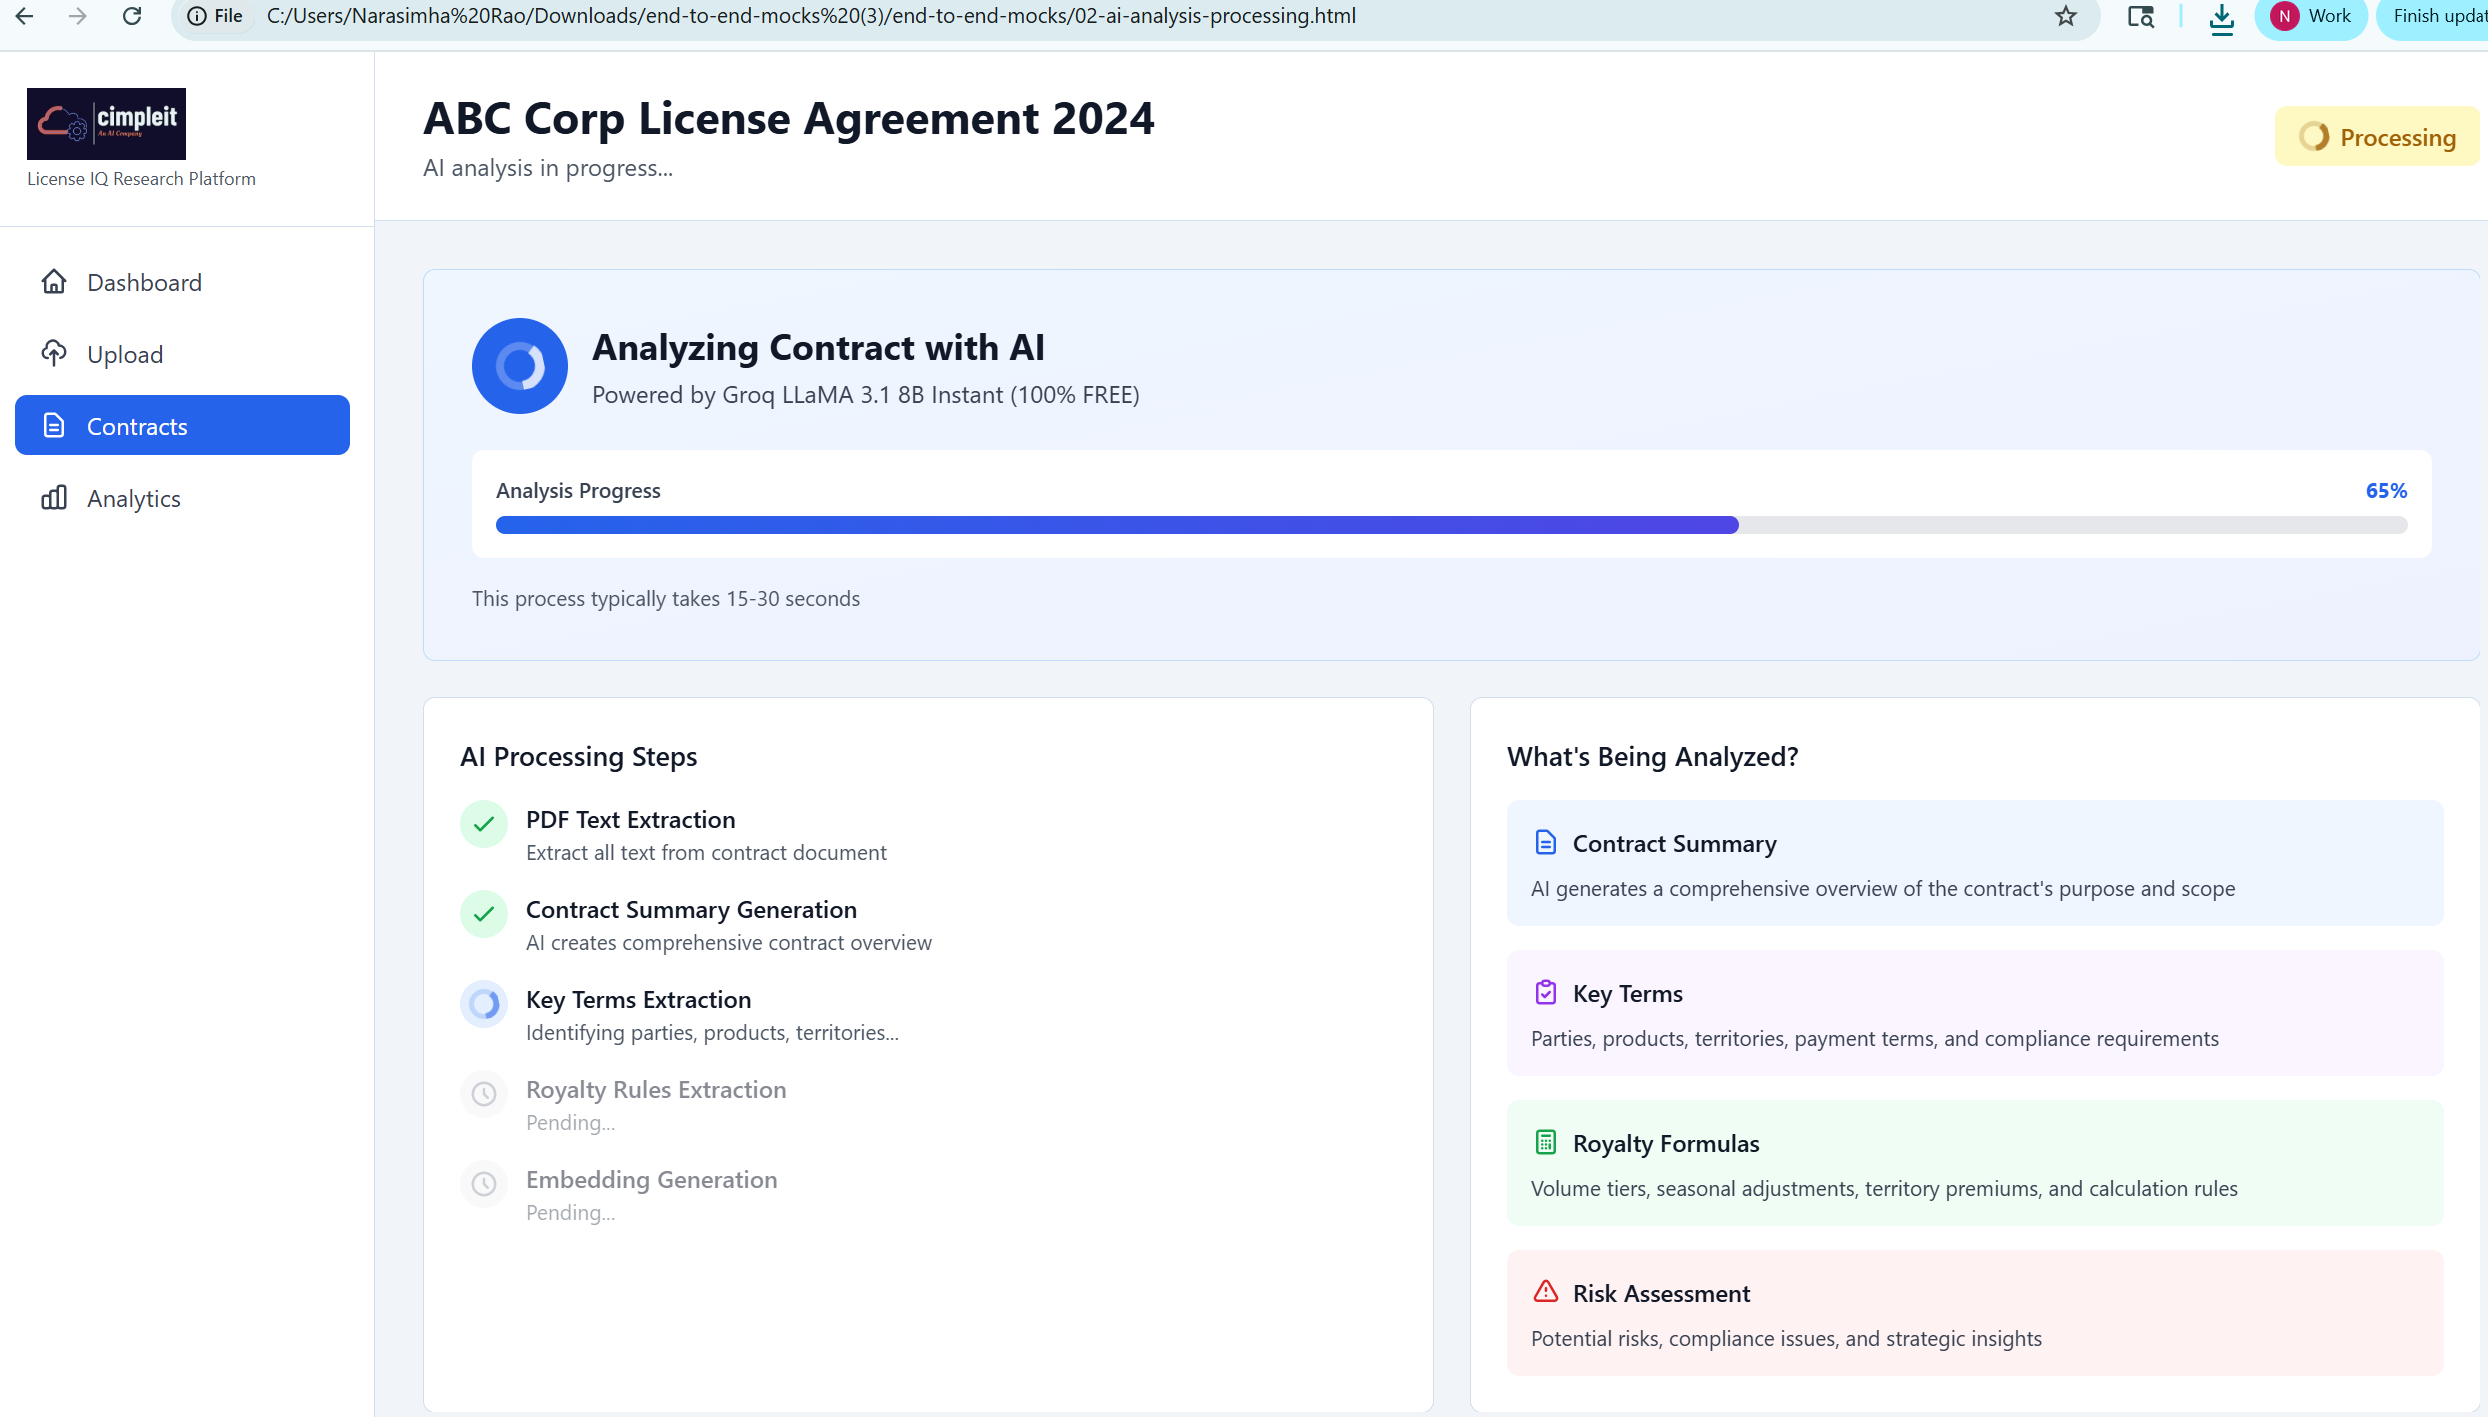 File C:/Users/Narasimha%20Rao/Downloads/end-to-end-mocks%20(3)/end-to-end-mocks/02-ai-analysis-processing.html N Work Finish updat
cimpleit
An AI Company
License IQ Research Platform
Dashboard
Upload
Contracts
Analytics
ABC Corp License Agreement 2024
AI analysis in progress...
Processing
Analyzing Contract with AI
Powered by Groq LLaMA 3.1 8B Instant (100% FREE)
Analysis Progress 65%
This process typically takes 15-30 seconds
AI Processing Steps
PDF Text Extraction
Extract all text from contract document
Contract Summary Generation
AI creates comprehensive contract overview
Key Terms Extraction
Identifying parties, products, territories...
Royalty Rules Extraction
Pending...
Embedding Generation
Pending...
What's Being Analyzed?
Contract Summary
AI generates a comprehensive overview of the contract's purpose and scope
Key Terms
Parties, products, territories, payment terms, and compliance requirements
Royalty Formulas
Volume tiers, seasonal adjustments, territory premiums, and calculation rules
Risk Assessment
Potential risks, compliance issues, and strategic insights